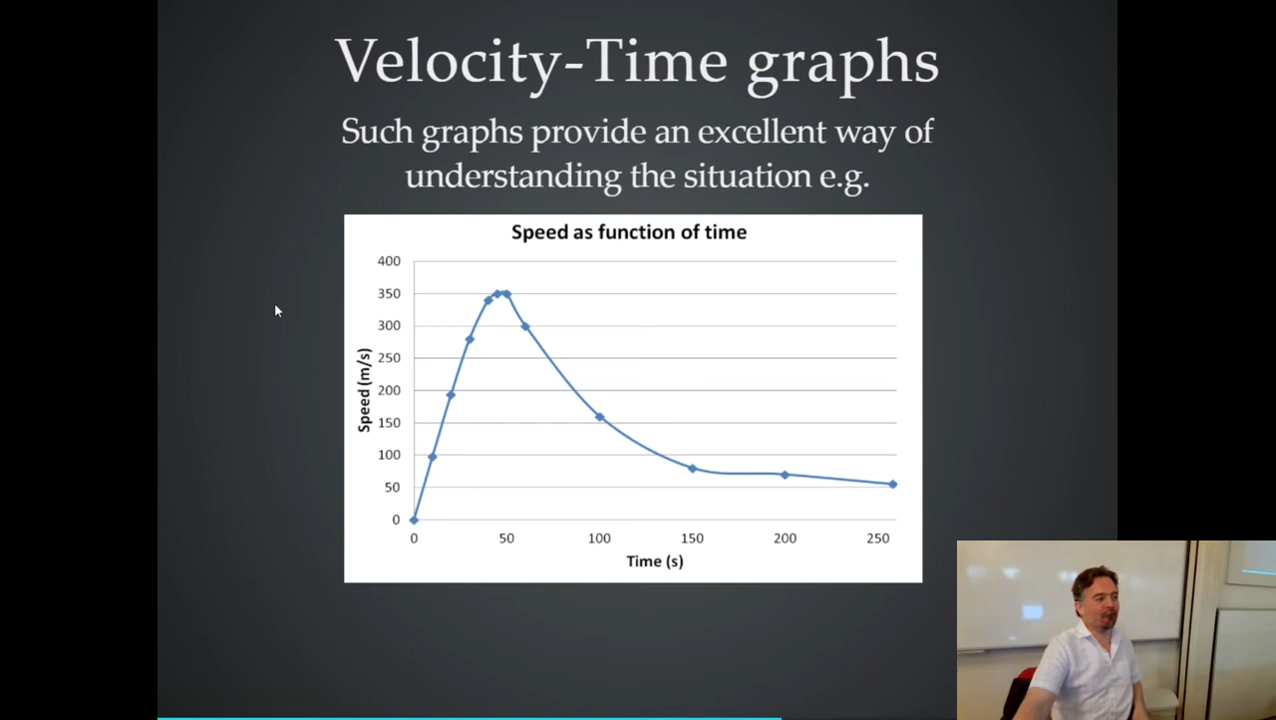 Velocity-Time graphs
Such graphs provide an excellent way of
understanding the situation e.g.
Speed as function of time
400
350
300
250
200
150
100
50
0
Speed (m/s)
0 50 100 150 200 250
Time (s)